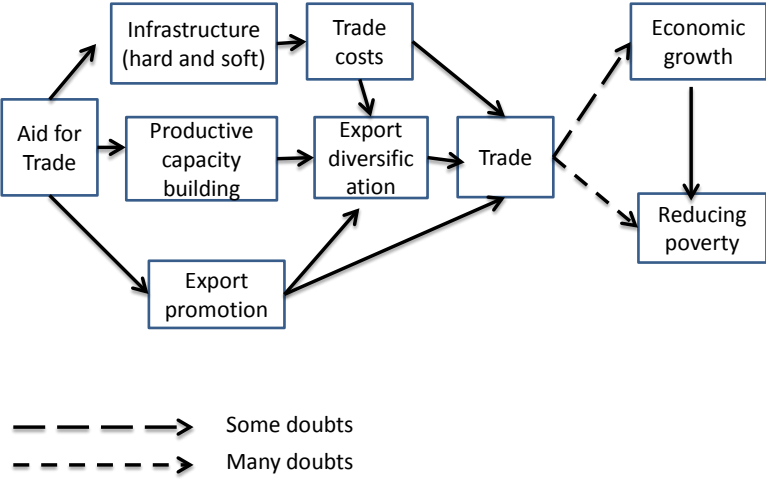 Infrastructure
(hard and soft)
Trade
costs
Economic
growth
Aid for
Trade
Productive
capacity
building
Export
diversific
ation
Trade
Reducing
poverty
Export
promotion
Some doubts
Many doubts